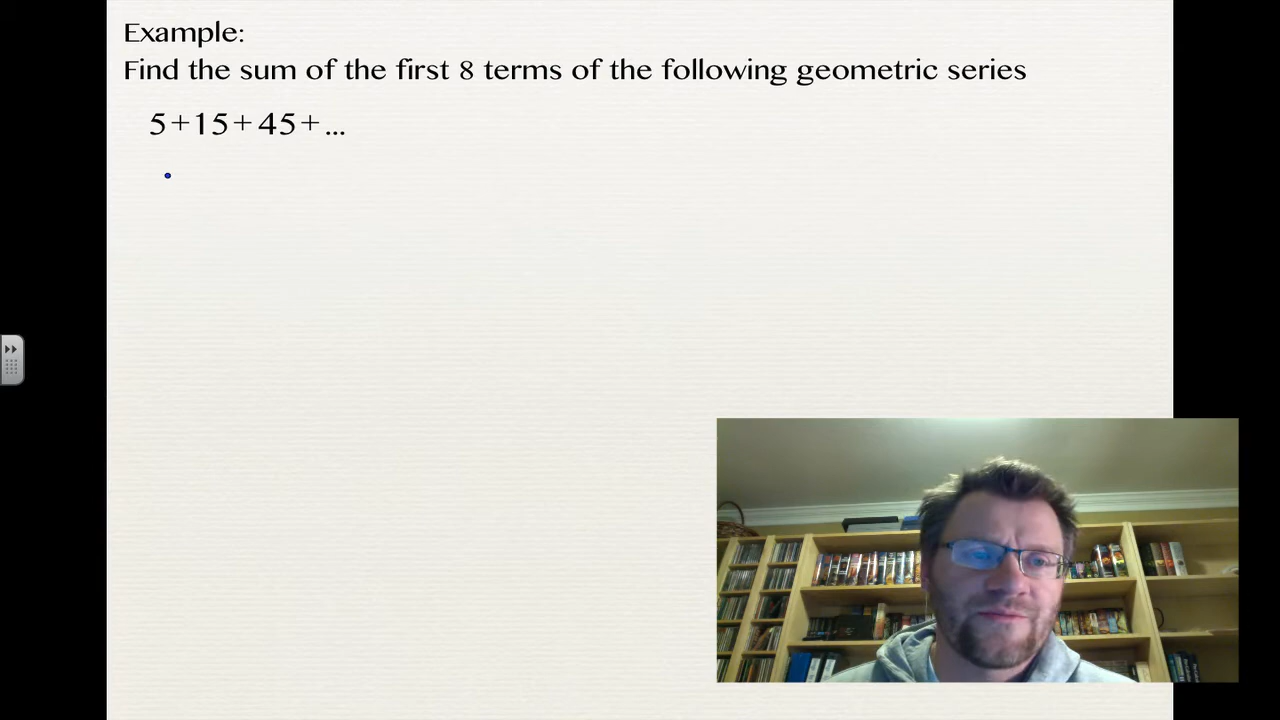 Example:
Find the sum of the first 8 terms of the following geometric series
5+15+45+...